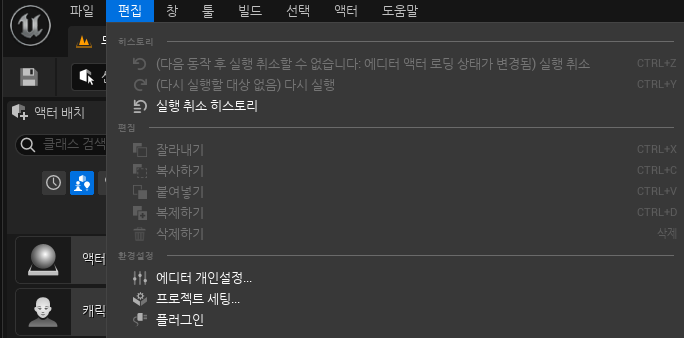 파일 편집 창 툴 빌드 선택 액터 도움말
히스토리
(다음 동작 후 실행 취소할 수 없습니다: 에디터 액터 로딩 상태가 변경됨) 실행 취소 CTRL+Z
(다시 실행할 대상 없음) 다시 실행 CTRL+Y
실행 취소 히스토리
액터 배치
편집
클래스 검색
잘라내기 CTRL+X
복사하기 CTRL+C
붙여넣기 CTRL+V
복제하기 CTRL+D
삭제하기 삭제
환경설정
액터
에디터 개인설정...
프로젝트 세팅...
캐릭
플러그인